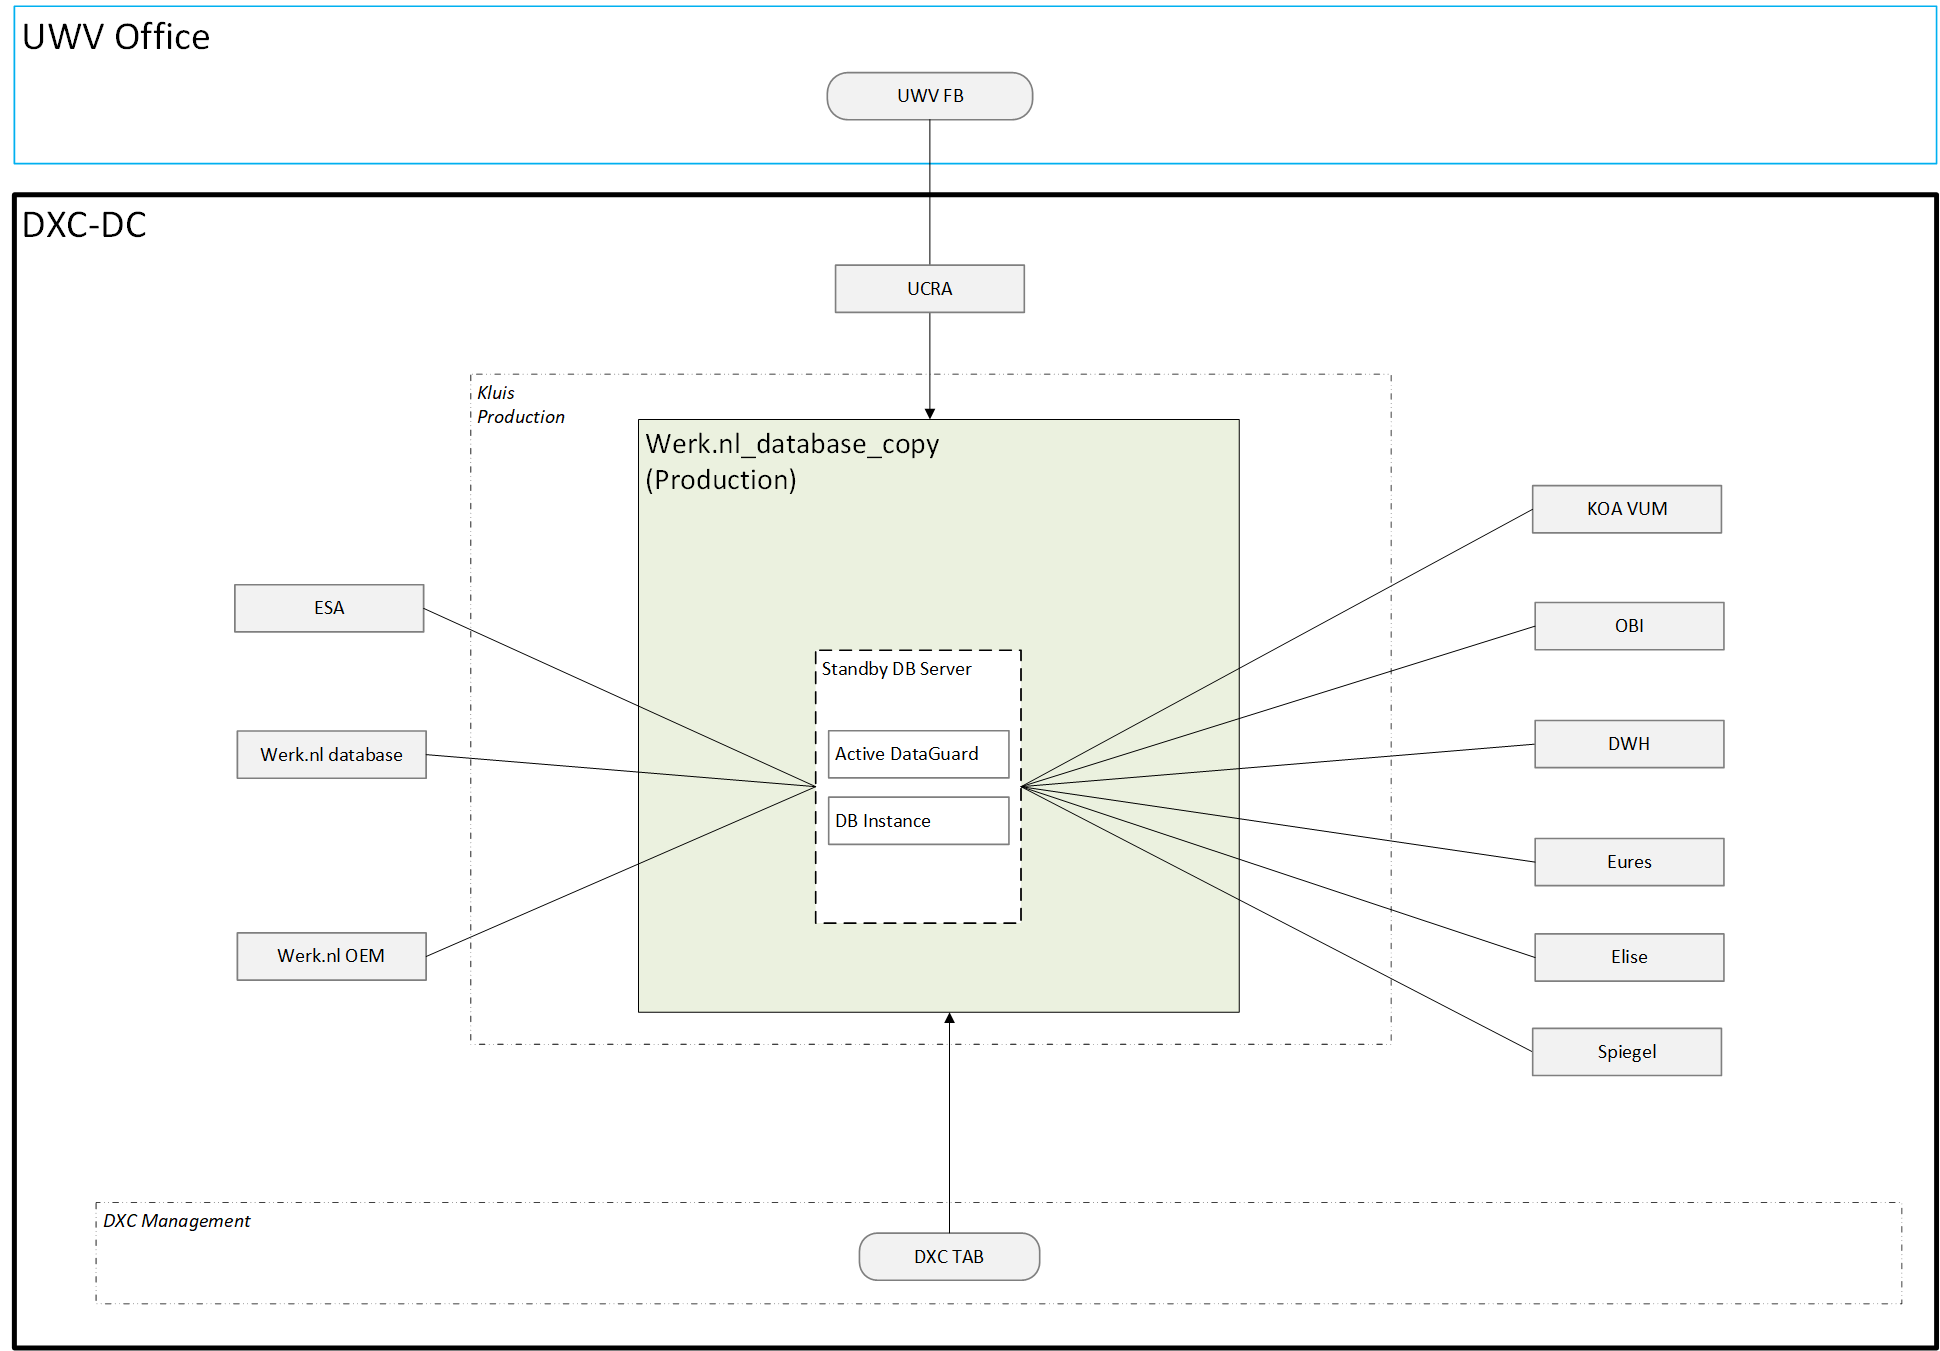 UWV Office
UWV FB
DXC-DC
UCRA
Kluis
Production
Werk.nl_database_copy
(Production)
KOA VUM
ESA
OBI
Standby DB Server
Werk.nl database
Active DataGuard
DWH
DB Instance
Eures
Werk.nl OEM
Elise
Spiegel
DXC Management
DXC TAB